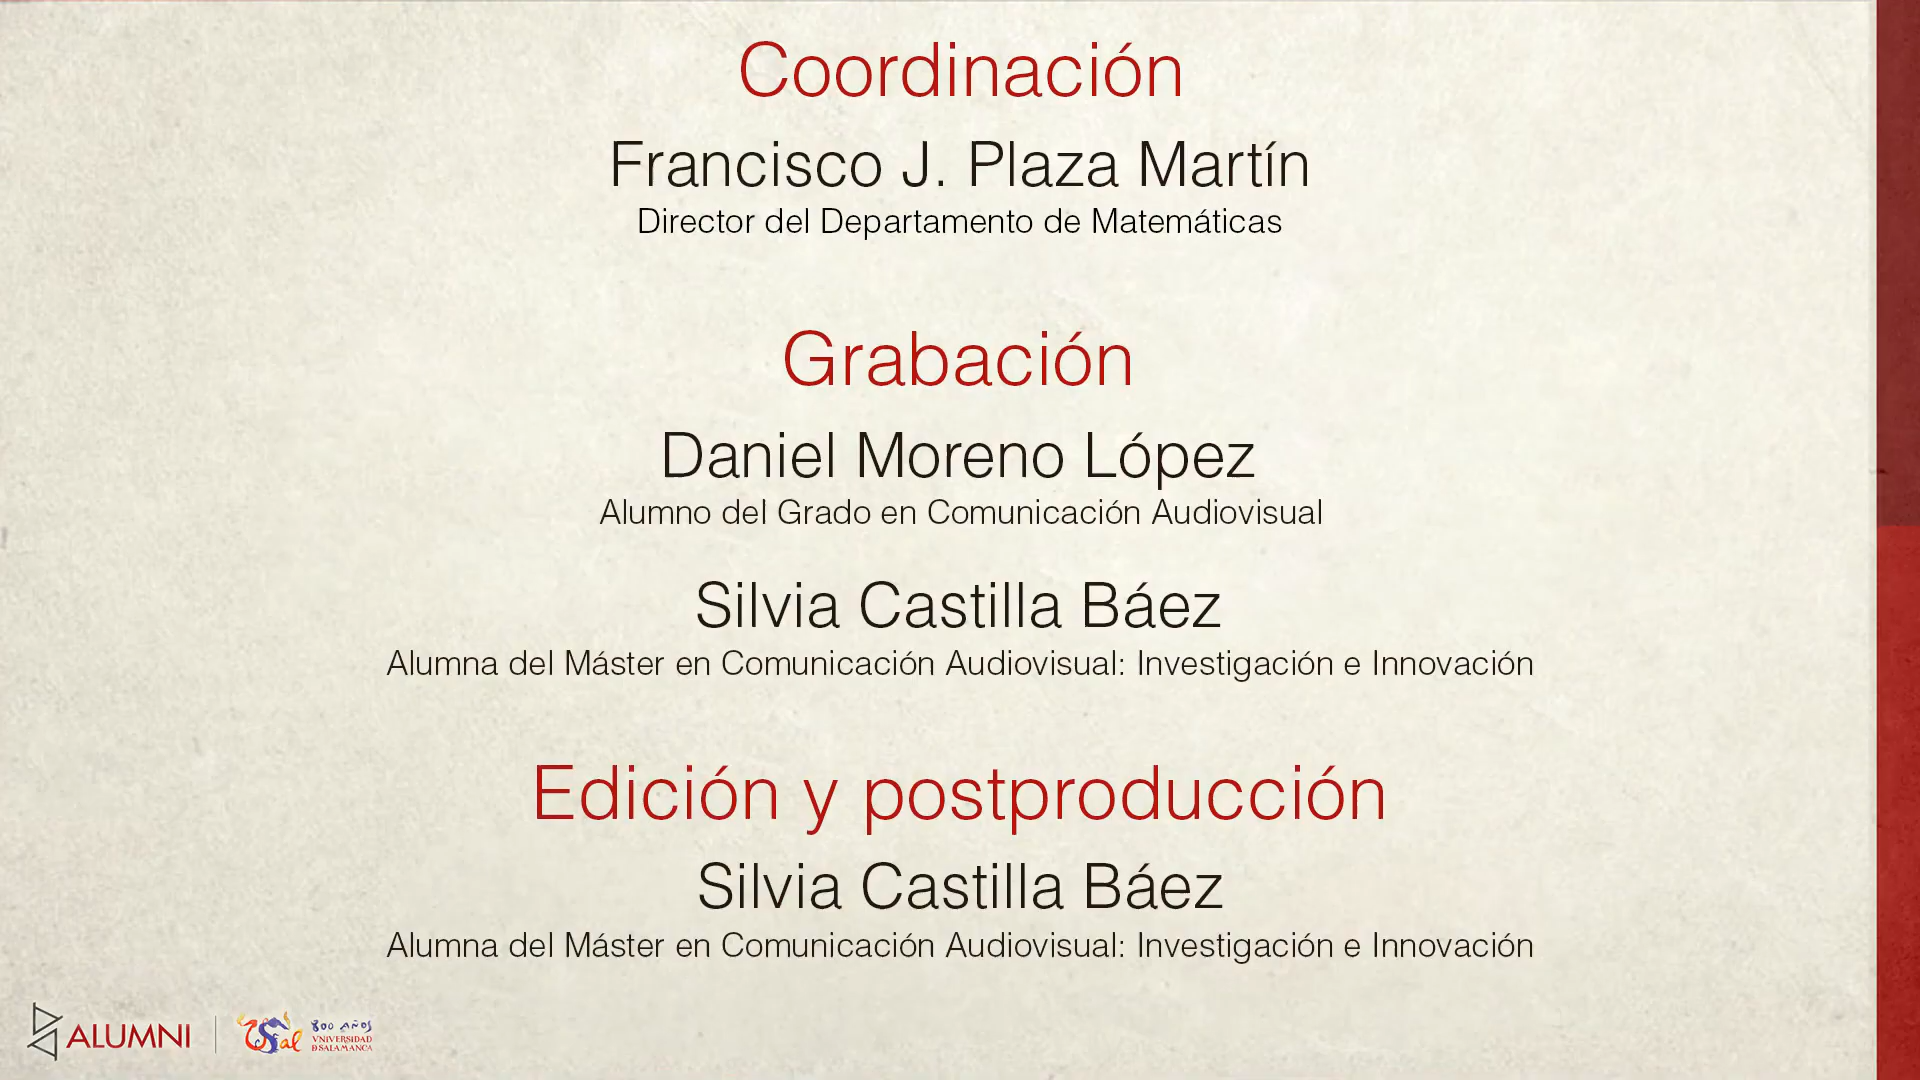 Coordinación
Francisco J. Plaza Martín
Director del Departamento de Matemáticas
Grabación
Daniel Moreno López
Alumno del Grado en Comunicación Audiovisual
Silvia Castilla Báez
Alumna del Máster en Comunicación Audiovisual: Investigación e Innovación
Edición y postproducción
Silvia Castilla Báez
Alumna del Máster en Comunicación Audiovisual: Investigación e Innovación
ALUMNI
USal
800 AÑOS
VNIVERSIDAD
D SALAMANCA